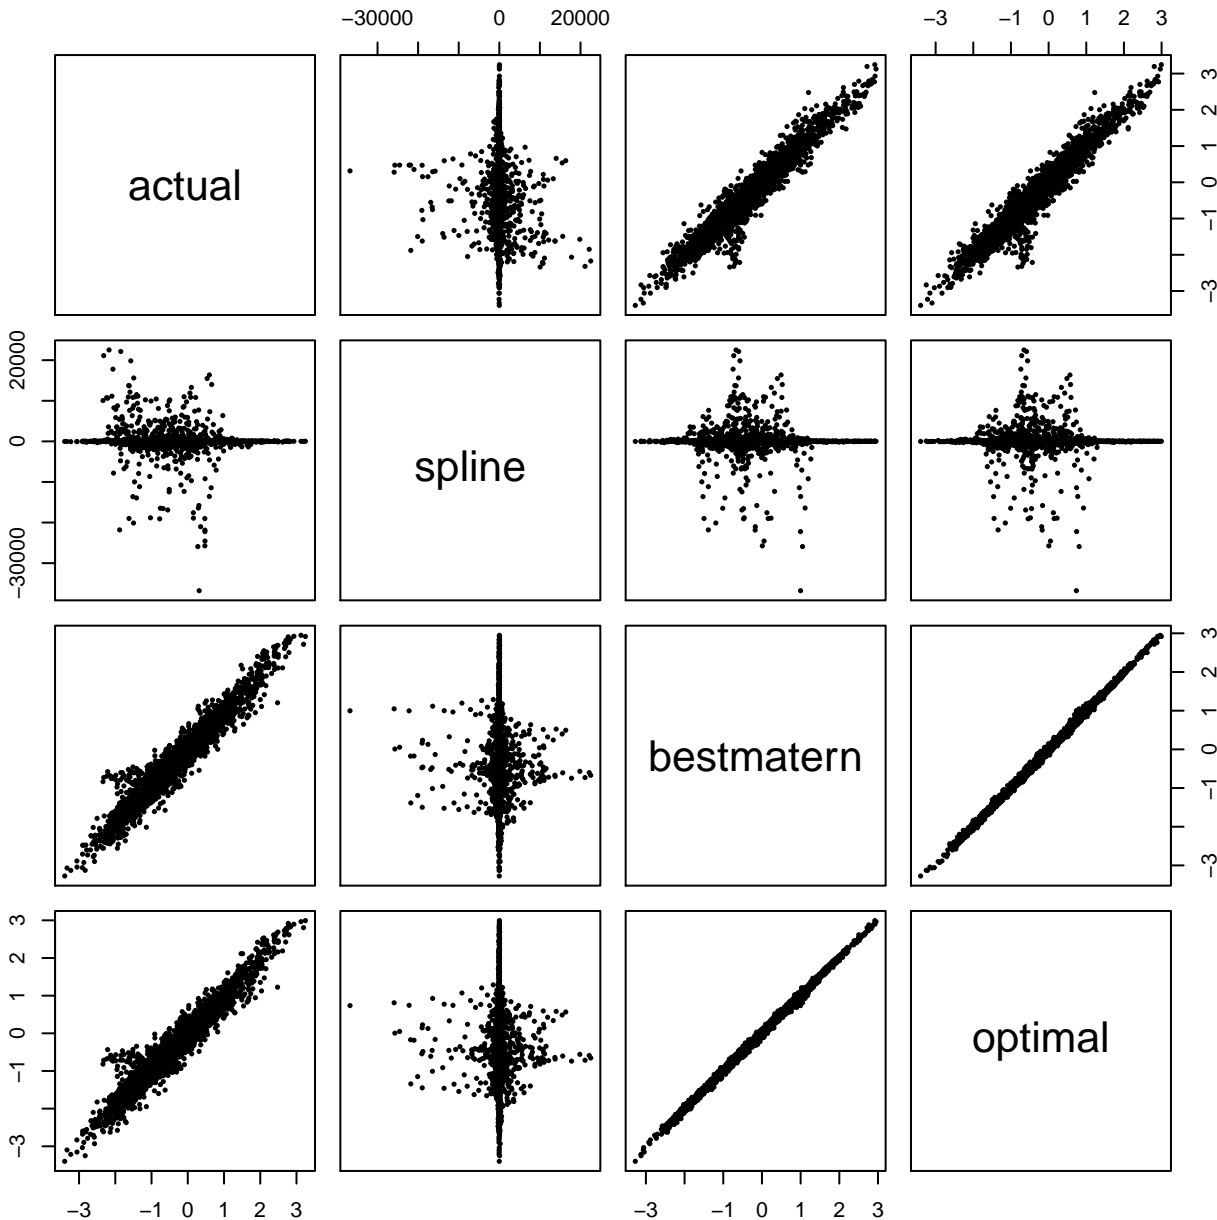 −30000 0 20000 −3 −1 0 1 2 3
actual
−3 −1 0 1 2 3
−30000 0 20000
spline
bestmatern
−3 −1 0 1 2 3
−3 −1 0 1 2 3
optimal
−3 −1 0 1 2 3 −3 −1 0 1 2 3